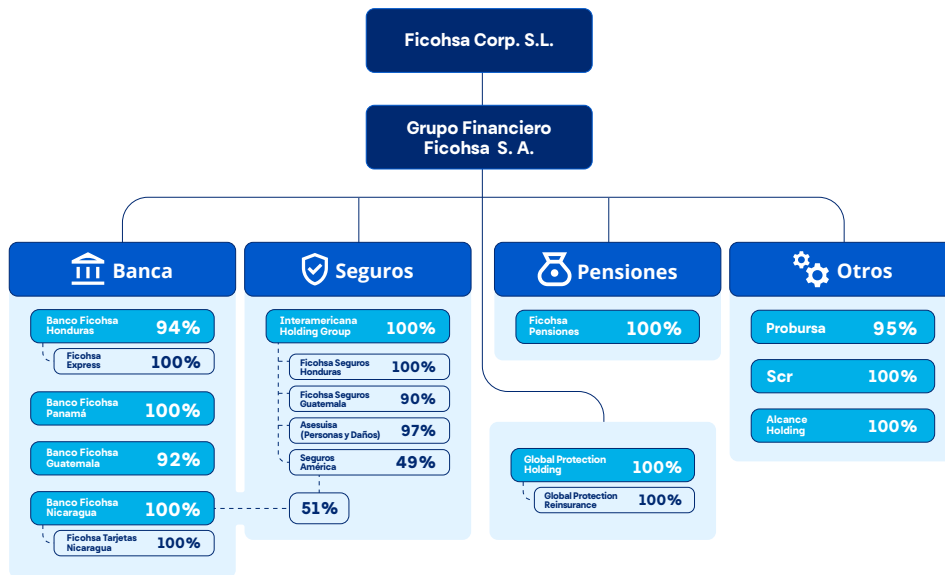 Ficohsa Corp. S.L.
Grupo Financiero
Ficohsa S. A.
Banca
Banco Ficohsa
Honduras
94%
Ficohsa
Express
100%
Banco Ficohsa
Panamá
100%
Banco Ficohsa
Guatemala
92%
Banco Ficohsa
Nicaragua
100%
Ficohsa Tarjetas
Nicaragua
100%
Seguros
Interamericana
Holding Group
100%
Ficohsa Seguros
Honduras
100%
Ficohsa Seguros
Guatemala
90%
Asesuisa
(Personas y Daños)
97%
Seguros
América
49%
51%
Pensiones
Ficohsa
Pensiones
100%
Global Protection
Holding
100%
Global Protection
Reinsurance
100%
Otros
Probursa
95%
Scr
100%
Alcance
Holding
100%